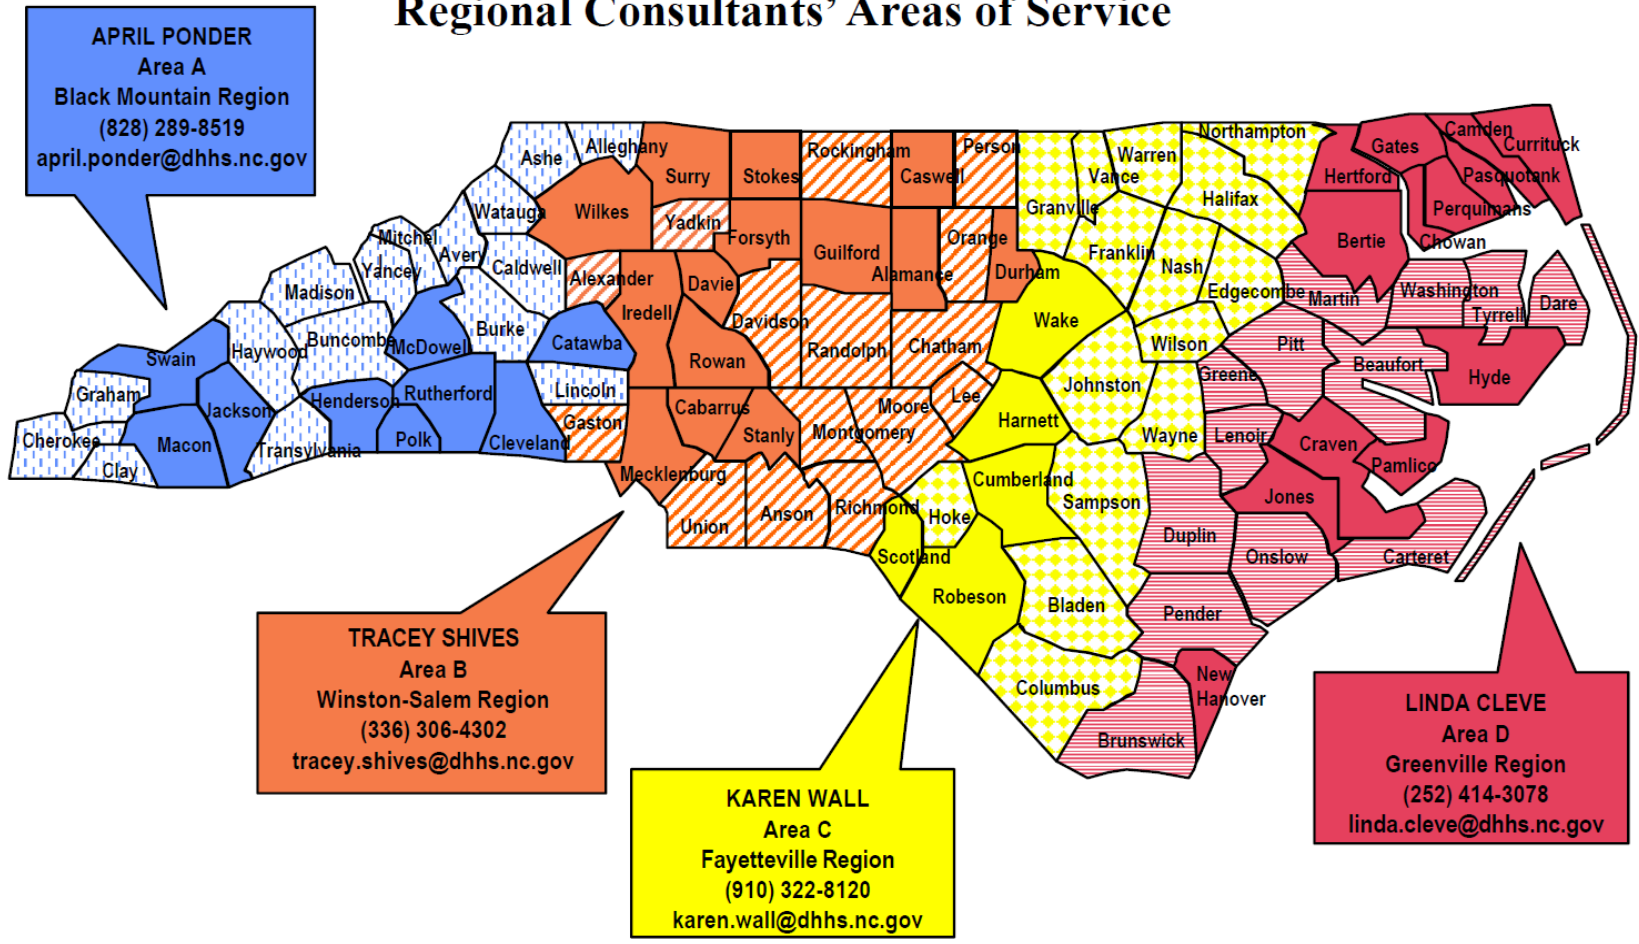 Regional Consultants' Areas of Service
APRIL PONDER
Area A
Black Mountain Region
(828) 289-8519
april.ponder@dhhs.nc.gov
Ashe
Alleghany
Surry
Stokes
Rockingham
Caswell
Person
Granville
Vance
Warren
Northampton
Halifax
Hertford
Gates
Camden
Currituck
Pasquotank
Perquimans
Chowan
Bertie
Watauga
Wilkes
Yadkin
Forsyth
Guilford
Alamance
Orange
Durham
Franklin
Nash
Edgecombe
Martin
Washington
Tyrrell
Dare
Mitchel
Avery
Yancey
Caldwell
Alexander
Iredell
Davie
Davidson
Randolph
Chatham
Wake
Wilson
Pitt
Beaufort
Hyde
Madison
Buncombe
McDowell
Burke
Catawba
Rowan
Johnston
Greene
Swain
Haywood
Graham
Jackson
Henderson
Rutherford
Lincoln
Cabarrus
Moore
Lee
Harnett
Wayne
Lenoir
Craven
Pamlico
Cherokee
Clay
Macon
Transylvania
Polk
Cleveland
Gaston
Stanly
Montgomery
Mecklenburg
Cumberland
Sampson
Jones
Union
Anson
Richmond
Hoke
Scotland
Duplin
Onslow
Carteret
Robeson
Bladen
Pender
Columbus
New
Hanover
Brunswick
TRACEY SHIVES
Area B
Winston-Salem Region
(336) 306-4302
tracey.shives@dhhs.nc.gov
KAREN WALL
Area C
Fayetteville Region
(910) 322-8120
karen.wall@dhhs.nc.gov
LINDA CLEVE
Area D
Greenville Region
(252) 414-3078
linda.cleve@dhhs.nc.gov